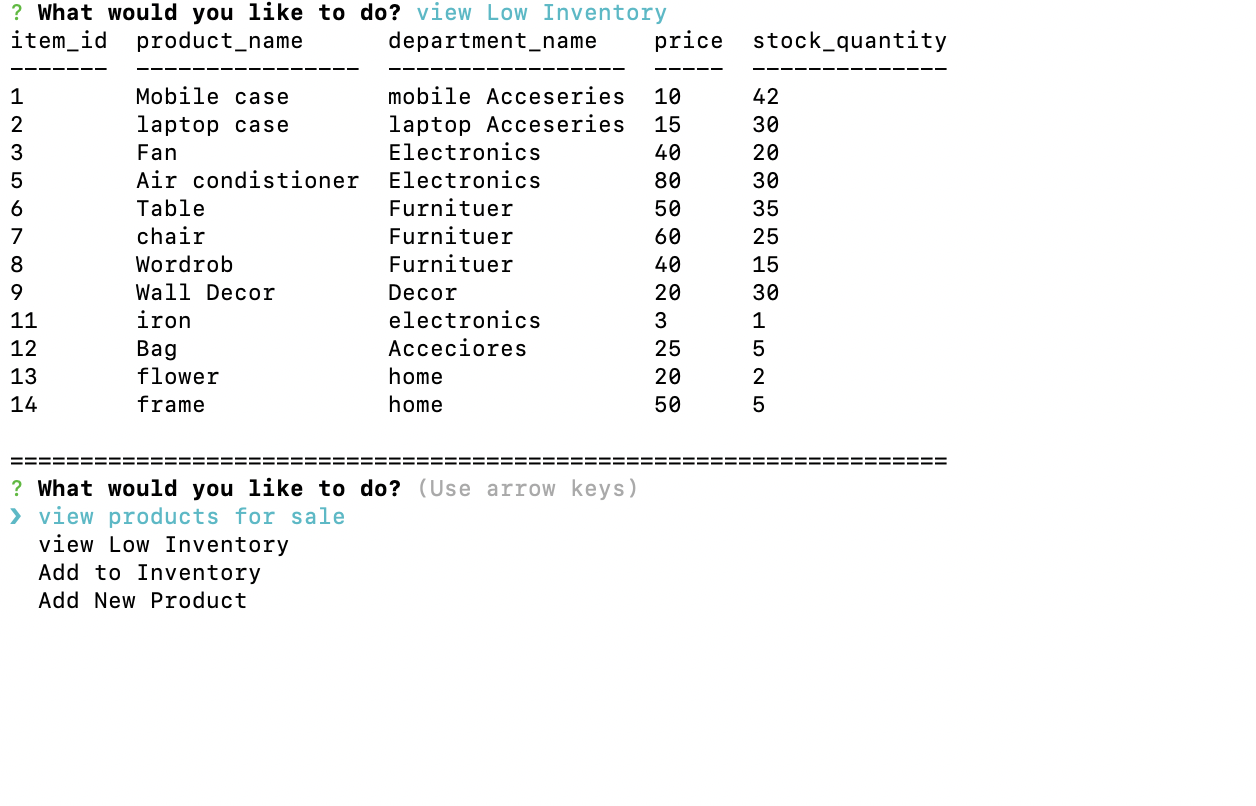 ? What would you like to do? view Low Inventory
item_id  product_name      department_name    price  stock_quantity
-------  ----------------  -----------------  -----  --------------
1        Mobile case       mobile Acceseries  10     42
2        laptop case       laptop Acceseries  15     30
3        Fan               Electronics        40     20
5        Air condistioner  Electronics        80     30
6        Table             Furnituer          50     35
7        chair             Furnituer          60     25
8        Wordrob           Furnituer          40     15
9        Wall Decor        Decor              20     30
11       iron              electronics        3      1
12       Bag               Acceciores         25     5
13       flower            home               20     2
14       frame             home               50     5
===================================================================
? What would you like to do? (Use arrow keys)
❯ view products for sale
  view Low Inventory
  Add to Inventory
  Add New Product